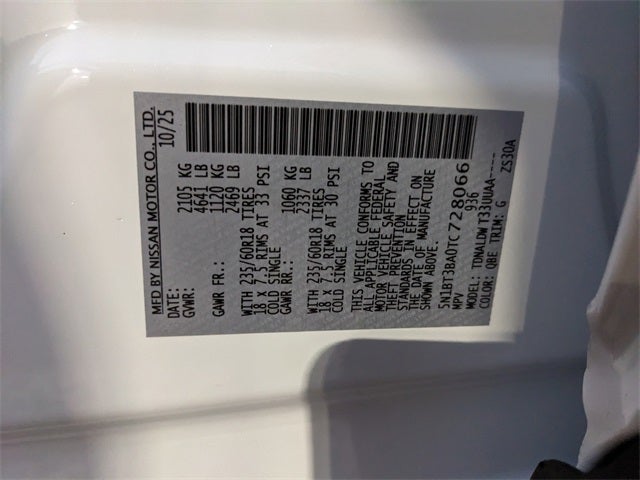 MFD BY NISSAN MOTOR CO., LTD.
DATE: 10/25
GVWR: 2105 KG
4641 LB
GAWR FR.: 1120 KG
2469 LB
WITH 235/60R18 TIRES
18 X 7.5 RIMS AT 33 PSI
COLD SINGLE
GAWR RR.: 1060 KG
2337 LB
WITH 235/60R18 TIRES
18 X 7.5 RIMS AT 30 PSI
COLD SINGLE
THIS VEHICLE CONFORMS TO
ALL APPLICABLE FEDERAL
MOTOR VEHICLE SAFETY AND
THEFT PREVENTION
STANDARDS IN EFFECT ON
THE DATE OF MANUFACTURE
SHOWN ABOVE.
5N1BT3BA0TC728066
MPV 936
MODEL: TDNALDWT33UUAA----
COLOR: QBE TRIM: G ZS30A